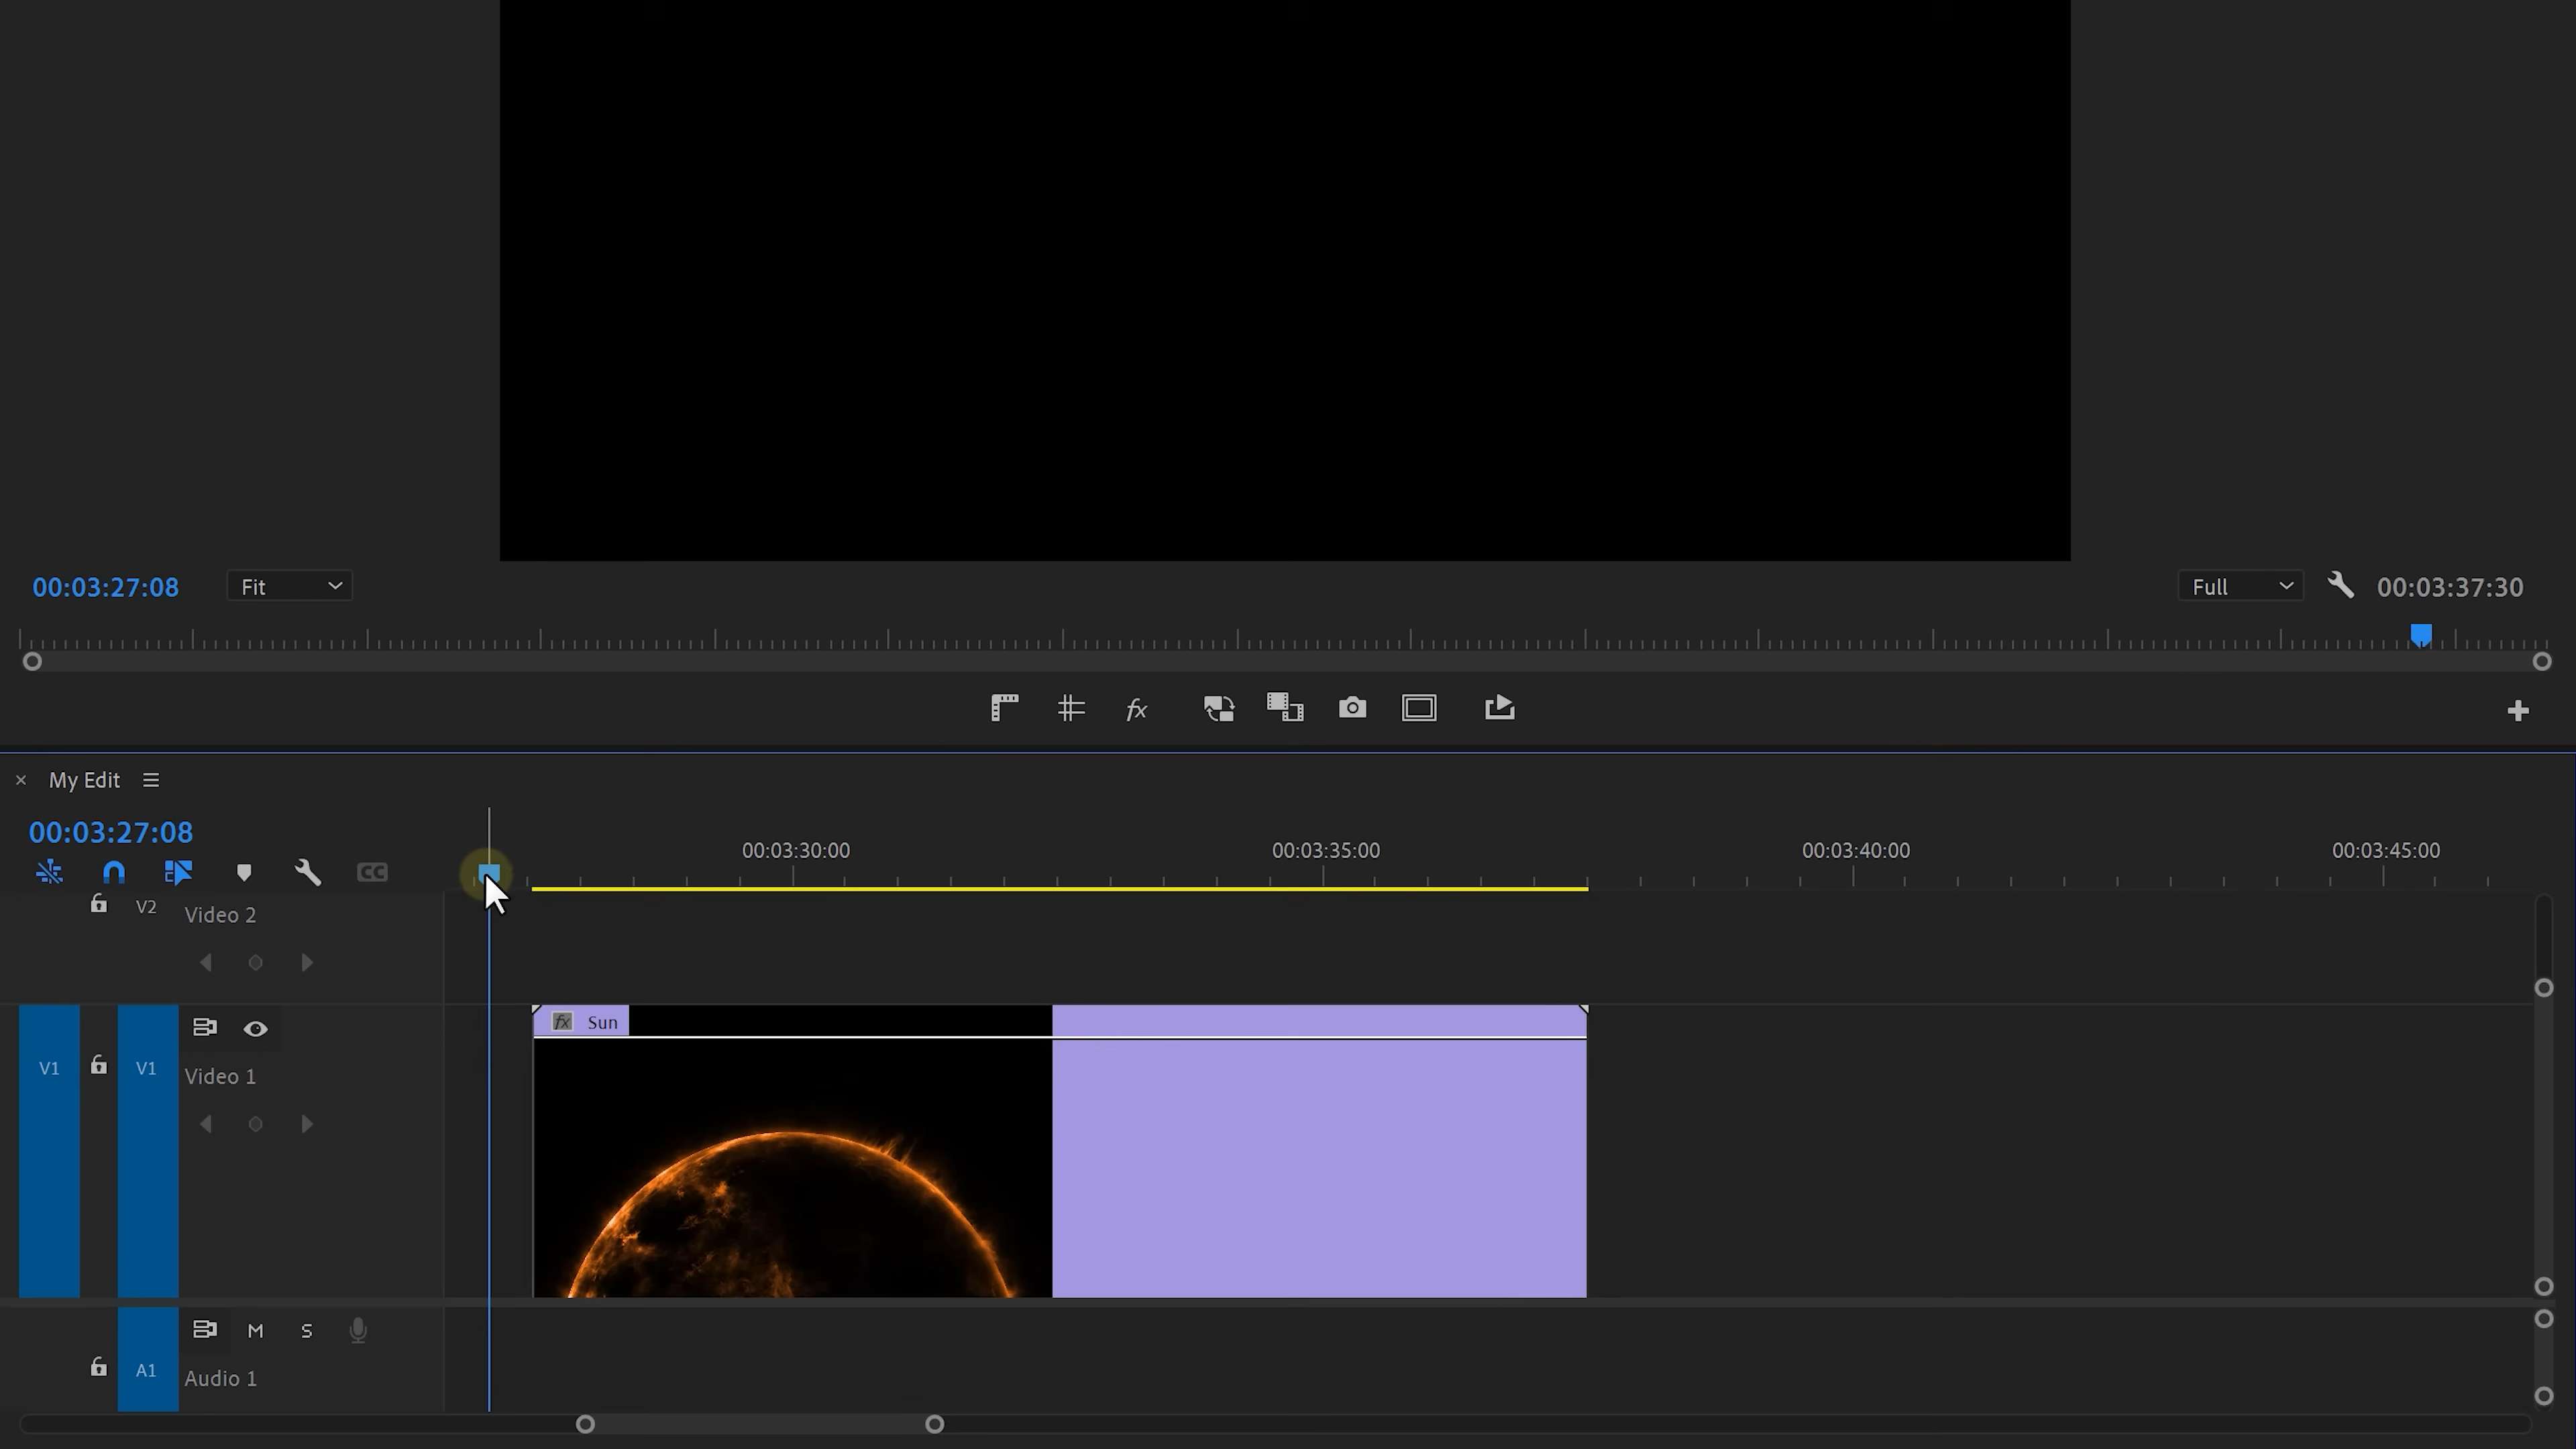 00:03:27:08 Fit Full 00:03:37:30
fx
My Edit
00:03:27:08
00:03:30:00 00:03:35:00 00:03:40:00 00:03:45:00
CC
V2 Video 2
fx Sun
V1 V1 Video 1
M S
A1 Audio 1